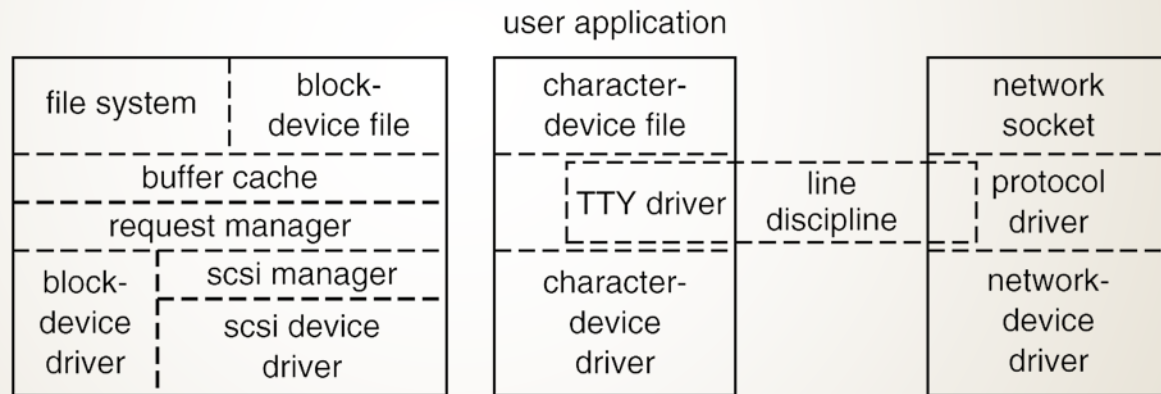 user application
file system
block-
device file
buffer cache
request manager
block-
device
driver
scsi manager
scsi device
driver
character-
device file
TTY driver
character-
device
driver
line
discipline
network
socket
protocol
driver
network-
device
driver